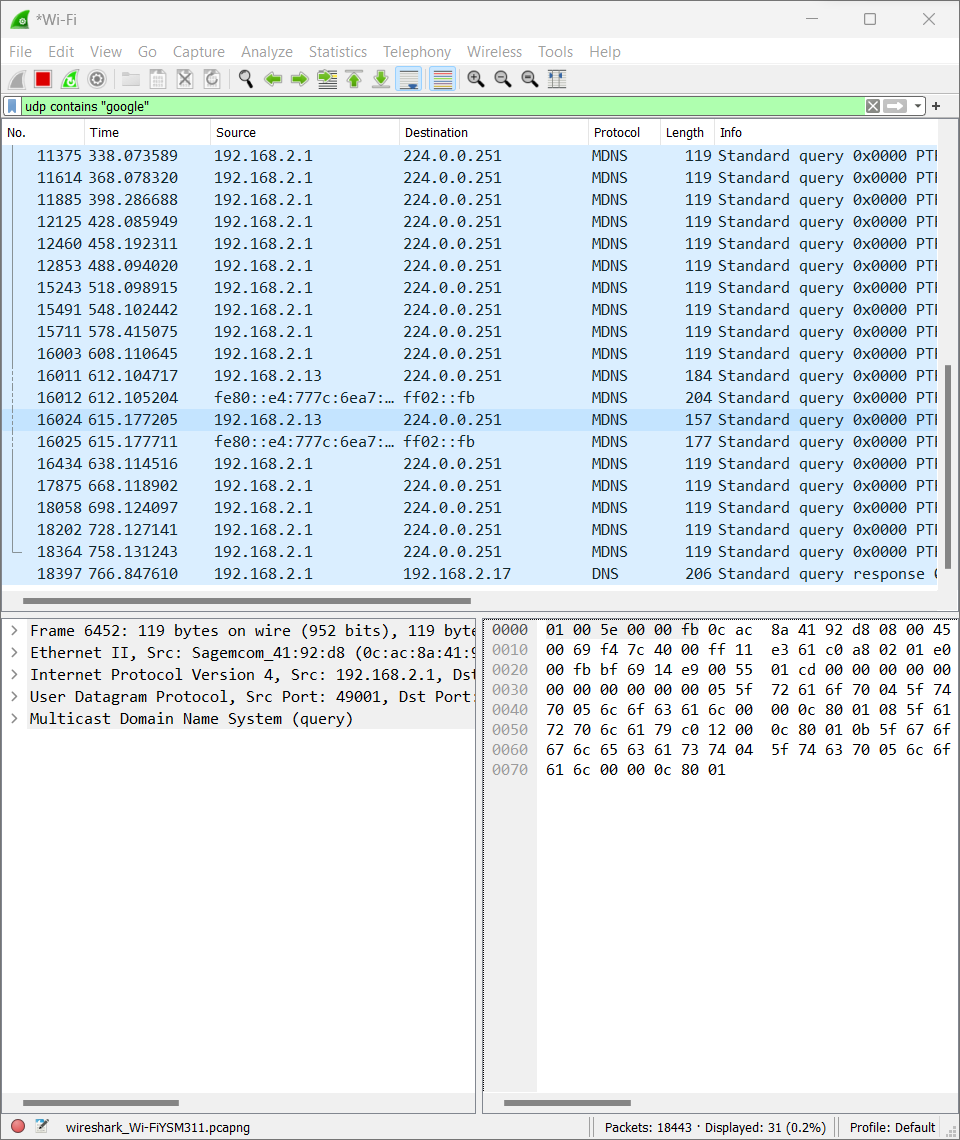 *Wi-Fi
File Edit View Go Capture Analyze Statistics Telephony Wireless Tools Help
udp contains "google"
No. Time Source Destination Protocol Length Info
11375 338.073589 192.168.2.1 224.0.0.251 MDNS 119 Standard query 0x0000 PT
11614 368.078320 192.168.2.1 224.0.0.251 MDNS 119 Standard query 0x0000 PT
11885 398.286688 192.168.2.1 224.0.0.251 MDNS 119 Standard query 0x0000 PT
12125 428.085949 192.168.2.1 224.0.0.251 MDNS 119 Standard query 0x0000 PT
12460 458.192311 192.168.2.1 224.0.0.251 MDNS 119 Standard query 0x0000 PT
12853 488.094020 192.168.2.1 224.0.0.251 MDNS 119 Standard query 0x0000 PT
15243 518.098915 192.168.2.1 224.0.0.251 MDNS 119 Standard query 0x0000 PT
15491 548.102442 192.168.2.1 224.0.0.251 MDNS 119 Standard query 0x0000 PT
15711 578.415075 192.168.2.1 224.0.0.251 MDNS 119 Standard query 0x0000 PT
16003 608.110645 192.168.2.1 224.0.0.251 MDNS 119 Standard query 0x0000 PT
16011 612.104717 192.168.2.13 224.0.0.251 MDNS 184 Standard query 0x0000 PT
16012 612.105204 fe80::e4:777c:6ea7:… ff02::fb MDNS 204 Standard query 0x0000 PT
16024 615.177205 192.168.2.13 224.0.0.251 MDNS 157 Standard query 0x0000 PT
16025 615.177711 fe80::e4:777c:6ea7:… ff02::fb MDNS 177 Standard query 0x0000 PT
16434 638.114516 192.168.2.1 224.0.0.251 MDNS 119 Standard query 0x0000 PT
17875 668.118902 192.168.2.1 224.0.0.251 MDNS 119 Standard query 0x0000 PT
18058 698.124097 192.168.2.1 224.0.0.251 MDNS 119 Standard query 0x0000 PT
18202 728.127141 192.168.2.1 224.0.0.251 MDNS 119 Standard query 0x0000 PT
18364 758.131243 192.168.2.1 224.0.0.251 MDNS 119 Standard query 0x0000 PT
18397 766.847610 192.168.2.1 192.168.2.17 DNS 206 Standard query response
Frame 6452: 119 bytes on wire (952 bits), 119 byte
Ethernet II, Src: Sagemcom_41:92:d8 (0c:ac:8a:41:9
Internet Protocol Version 4, Src: 192.168.2.1, Dst
User Datagram Protocol, Src Port: 49001, Dst Port:
Multicast Domain Name System (query)
0000 01 00 5e 00 00 fb 0c ac 8a 41 92 d8 08 00 45
0010 00 69 f4 7c 40 00 ff 11 e3 61 c0 a8 02 01 e0
0020 00 fb bf 69 14 e9 00 55 01 cd 00 00 00 00 00
0030 00 00 00 00 00 00 05 5f 72 61 6f 70 04 5f 74
0040 70 05 6c 6f 63 61 6c 00 00 0c 80 01 08 5f 61
0050 72 70 6c 61 79 c0 12 00 0c 80 01 0b 5f 67 6f
0060 67 6c 65 63 61 73 74 04 5f 74 63 70 05 6c 6f
0070 61 6c 00 00 0c 80 01
wireshark_Wi-FiYSM311.pcapng Packets: 18443 · Displayed: 31 (0.2%) Profile: Default